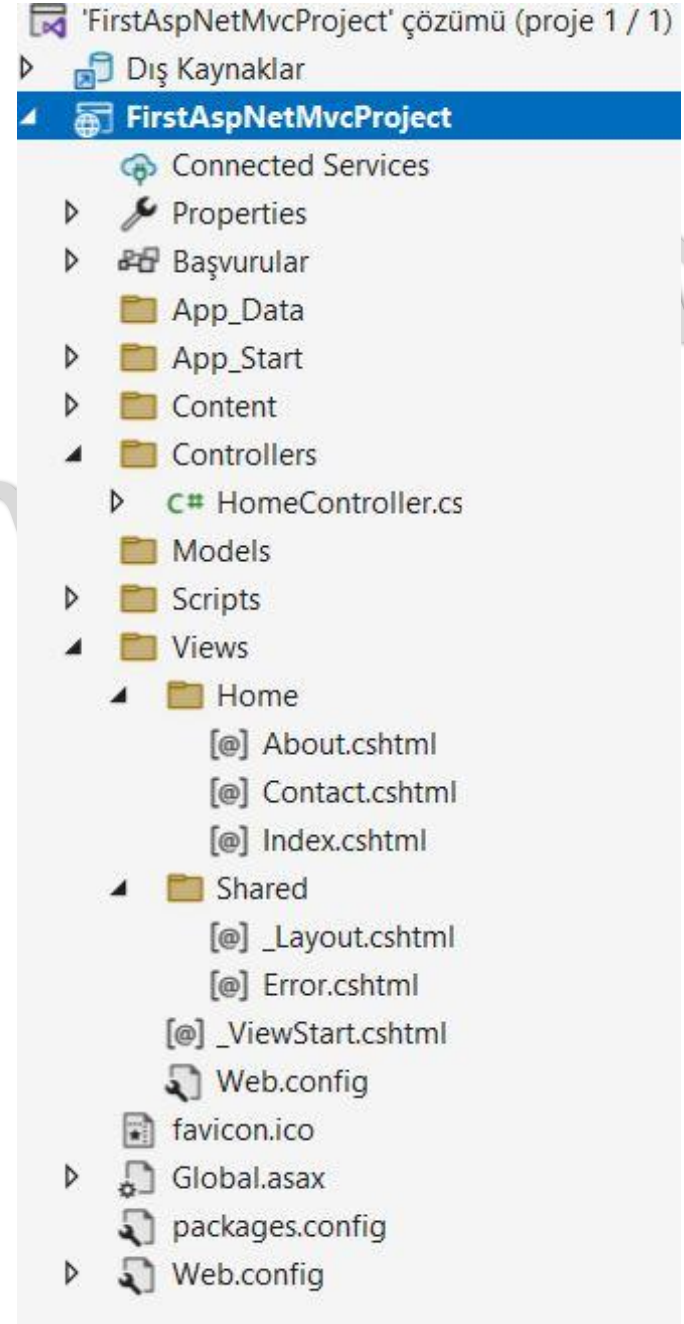 'FirstAspNetMvcProject' çözümü (proje 1 / 1)
Dış Kaynaklar
FirstAspNetMvcProject
Connected Services
Properties
Başvurular
App_Data
App_Start
Content
Controllers
C# HomeController.cs
Models
Scripts
Views
Home
[@] About.cshtml
[@] Contact.cshtml
[@] Index.cshtml
Shared
[@] _Layout.cshtml
[@] Error.cshtml
[@] _ViewStart.cshtml
Web.config
favicon.ico
Global.asax
packages.config
Web.config